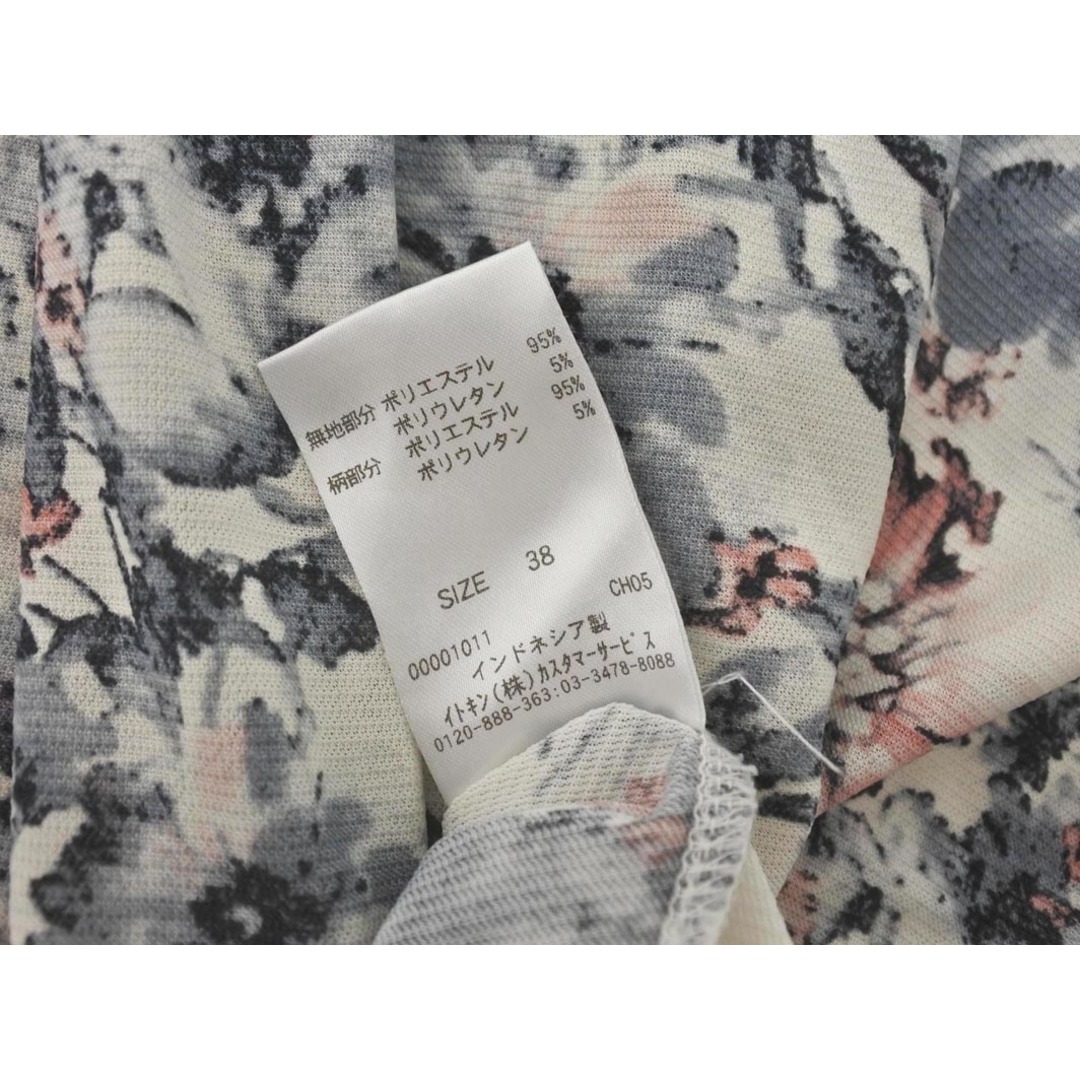 無地部分 ポリエステル 95%
ポリウレタン 5%
柄部分 ポリエステル 95%
ポリウレタン 5%
SIZE 38
00001011 CH05
インドネシア製
イトキン(株)カスタマーサービス
0120-888-363:03-3478-8088